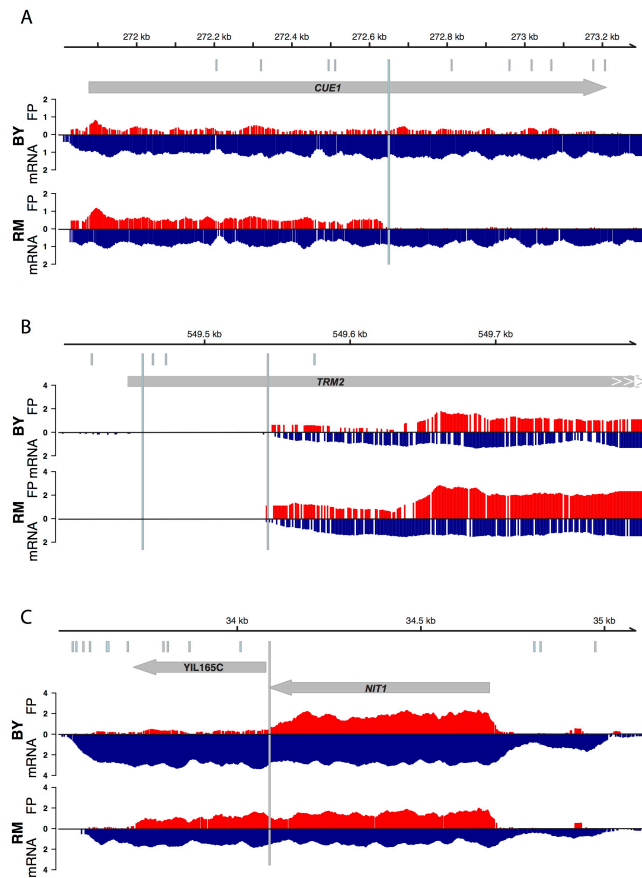 A
272 kb 272.2 kb 272.4 kb 272.6 kb 272.8 kb 273 kb 273.2 kb
CUE1
BY
FP
mRNA
2
1
0
1
2
RM
FP
mRNA
2
1
0
1
2
B
549.5 kb 549.6 kb 549.7 kb
TRM2
>>>
BY
FP
mRNA
4
2
0
2
RM
FP
mRNA
4
2
0
2
C
34 kb 34.5 kb 35 kb
YIL165C
NIT1
BY
FP
mRNA
4
2
0
2
4
RM
FP
mRNA
4
2
0
2
4